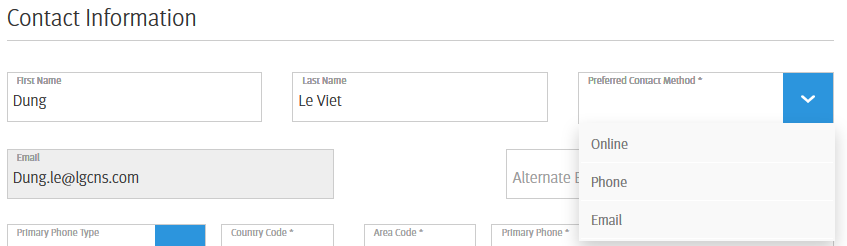 Contact Information
First Name
Dung
Last Name
Le Viet
Preferred Contact Method *
Online
Phone
Email
Email
Dung.le@lgcns.com
Alternate E
Primary Phone Type
Country Code *
Area Code *
Primary Phone *